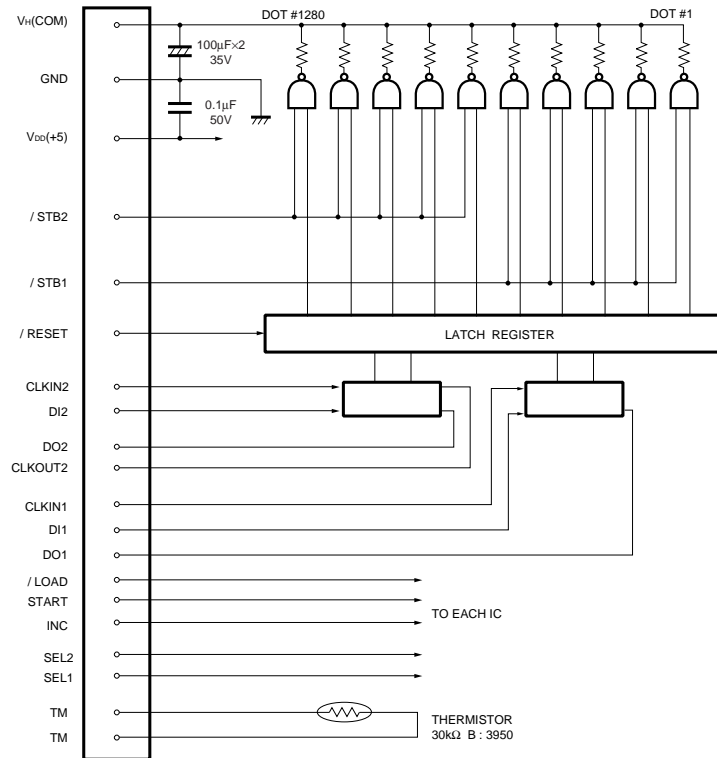 DOT #1280
DOT #1
VH(COM)
100μF×2
35V
GND
0.1μF
50V
VDD(+5)
/ STB2
/ STB1
/ RESET
LATCH REGISTER
CLKIN2
DI2
DO2
CLKOUT2
CLKIN1
DI1
DO1
/ LOAD
START
TO EACH IC
INC
SEL2
SEL1
TM
THERMISTOR
30kΩ B : 3950
TM